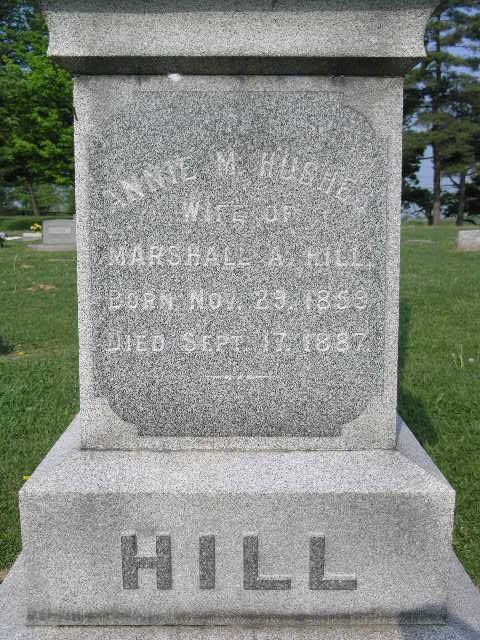 ANNIE M. HUGHES
WIFE OF
MARSHALL A. HILL.
BORN NOV. 29, 1859
DIED SEPT. 17, 1887.
HILL